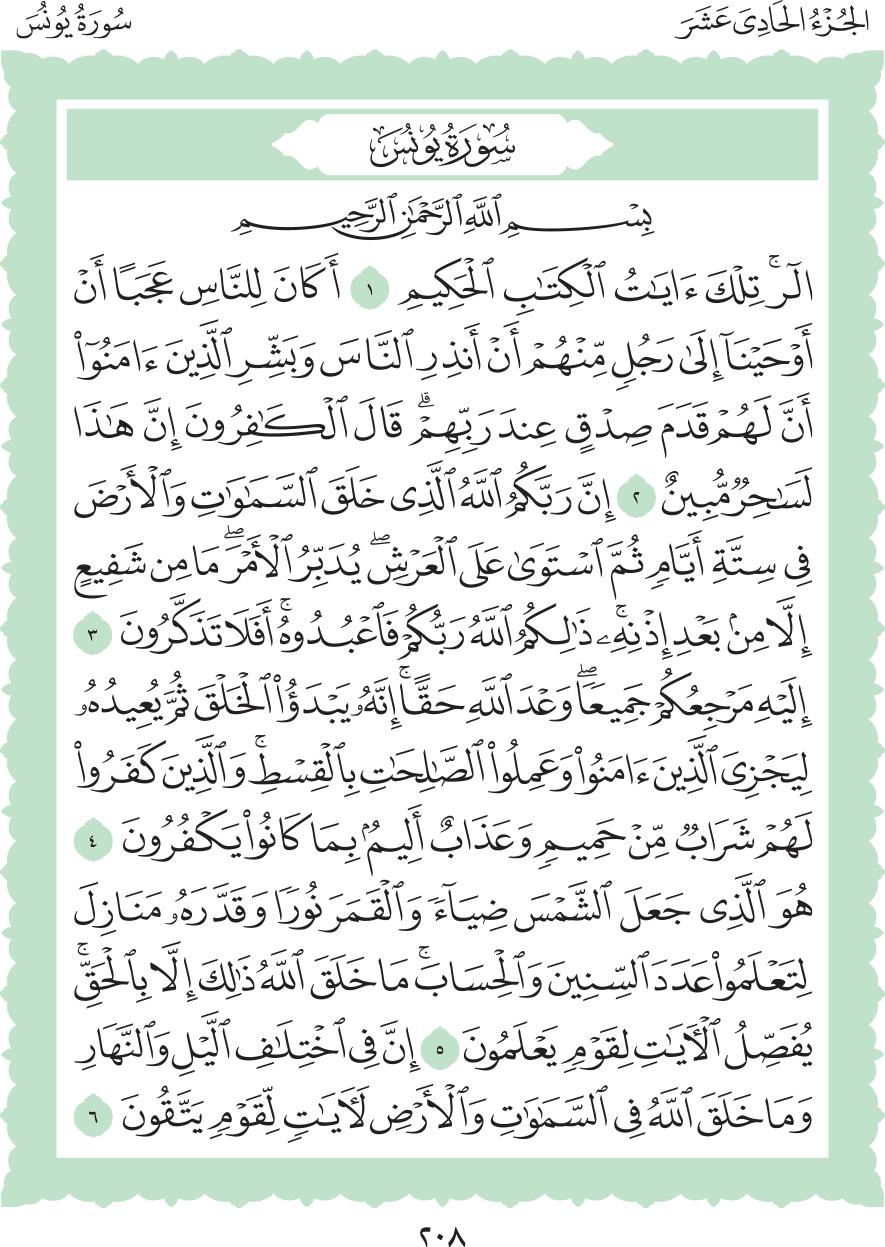 الجُزْءُ الحَادِىَ عَشَرَ
سُورَةُ يُونُسَ
سُورَةُ يُونُسَ
بِسْمِ ٱللَّهِ ٱلرَّحْمَٰنِ ٱلرَّحِيمِ
الٓرۚ تِلْكَ ءَايَٰتُ ٱلْكِتَٰبِ ٱلْحَكِيمِ ١ أَكَانَ لِلنَّاسِ عَجَبًا أَنْ
أَوْحَيْنَآ إِلَىٰ رَجُلٍ مِّنْهُمْ أَنْ أَنذِرِ ٱلنَّاسَ وَبَشِّرِ ٱلَّذِينَ ءَامَنُوٓا۟
أَنَّ لَهُمْ قَدَمَ صِدْقٍ عِندَ رَبِّهِمْۗ قَالَ ٱلْكَٰفِرُونَ إِنَّ هَٰذَا
لَسَٰحِرٌ مُّبِينٌ ٢ إِنَّ رَبَّكُمُ ٱللَّهُ ٱلَّذِى خَلَقَ ٱلسَّمَٰوَٰتِ وَٱلْأَرْضَ
فِى سِتَّةِ أَيَّامٍ ثُمَّ ٱسْتَوَىٰ عَلَى ٱلْعَرْشِۖ يُدَبِّرُ ٱلْأَمْرَۖ مَا مِن شَفِيعٍ
إِلَّا مِنۢ بَعْدِ إِذْنِهِۦۚ ذَٰلِكُمُ ٱللَّهُ رَبُّكُمْ فَٱعْبُدُوهُۚ أَفَلَا تَذَكَّرُونَ ٣
إِلَيْهِ مَرْجِعُكُمْ جَمِيعًاۖ وَعْدَ ٱللَّهِ حَقًّاۚ إِنَّهُۥ يَبْدَؤُا۟ ٱلْخَلْقَ ثُمَّ يُعِيدُهُۥ
لِيَجْزِىَ ٱلَّذِينَ ءَامَنُوا۟ وَعَمِلُوا۟ ٱلصَّٰلِحَٰتِ بِٱلْقِسْطِۚ وَٱلَّذِينَ كَفَرُوا۟
لَهُمْ شَرَابٌ مِّنْ حَمِيمٍ وَعَذَابٌ أَلِيمٌۢ بِمَا كَانُوا۟ يَكْفُرُونَ ٤
هُوَ ٱلَّذِى جَعَلَ ٱلشَّمْسَ ضِيَآءً وَٱلْقَمَرَ نُورًا وَقَدَّرَهُۥ مَنَازِلَ
لِتَعْلَمُوا۟ عَدَدَ ٱلسِّنِينَ وَٱلْحِسَابَۚ مَا خَلَقَ ٱللَّهُ ذَٰلِكَ إِلَّا بِٱلْحَقِّۚ
يُفَصِّلُ ٱلْءَايَٰتِ لِقَوْمٍ يَعْلَمُونَ ٥ إِنَّ فِى ٱخْتِلَٰفِ ٱلَّيْلِ وَٱلنَّهَارِ
وَمَا خَلَقَ ٱللَّهُ فِى ٱلسَّمَٰوَٰتِ وَٱلْأَرْضِ لَءَايَٰتٍ لِّقَوْمٍ يَتَّقُونَ ٦
٢٠٨